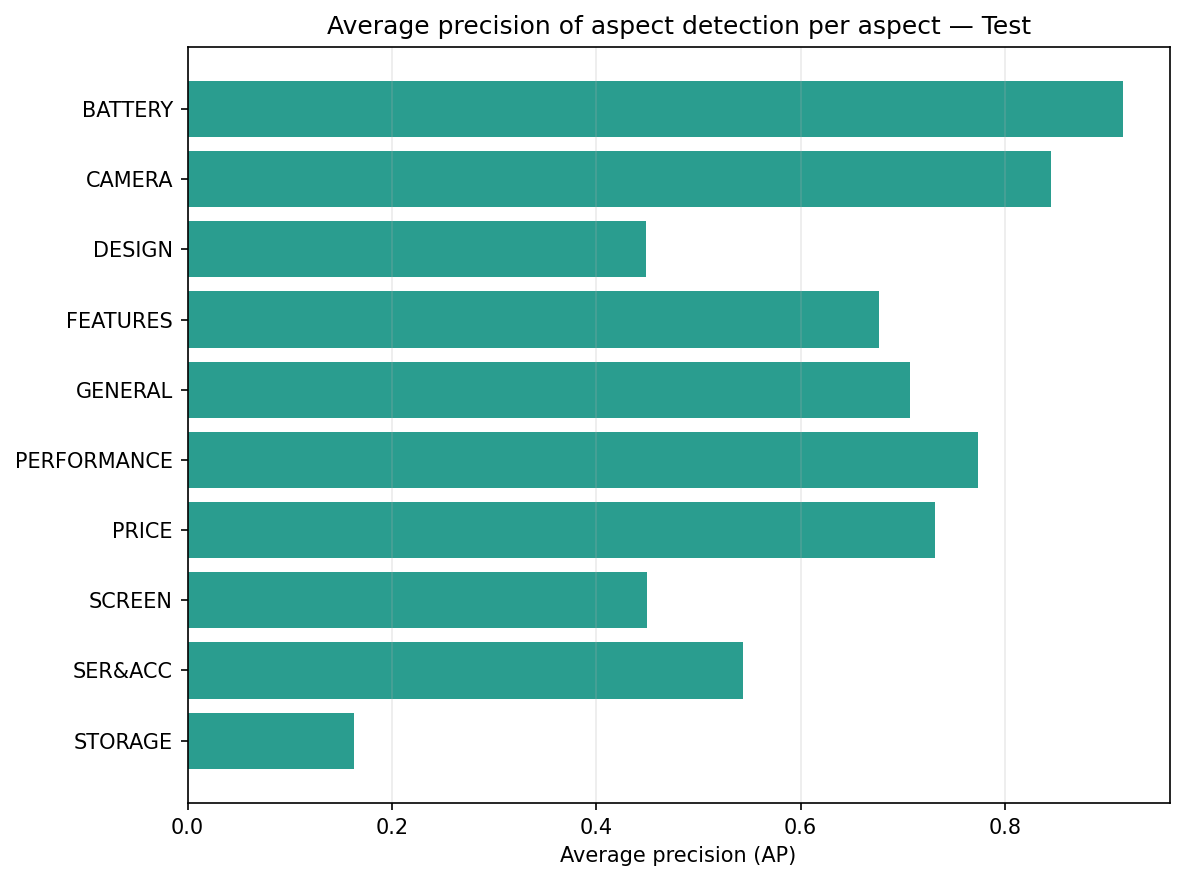 Average precision of aspect detection per aspect — Test
BATTERY
CAMERA
DESIGN
FEATURES
GENERAL
PERFORMANCE
PRICE
SCREEN
SER&ACC
STORAGE
0.0 0.2 0.4 0.6 0.8
Average precision (AP)